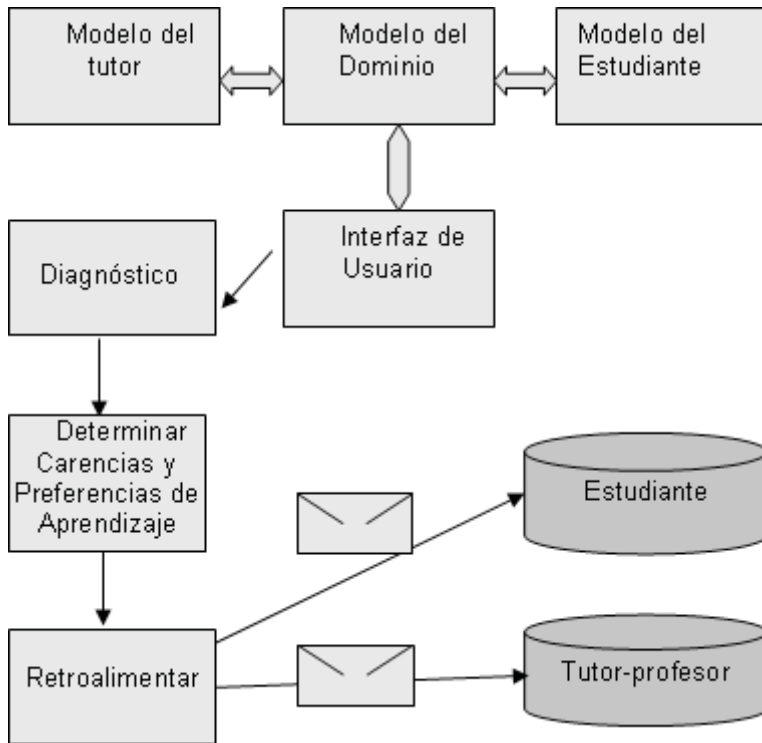 Modelo del
tutor
Modelo del
Dominio
Modelo del
Estudiante
Interfaz de
Usuario
Diagnóstico
Determinar
Carencias y
Preferencias de
Aprendizaje
Estudiante
Retroalimentar
Tutor-profesor